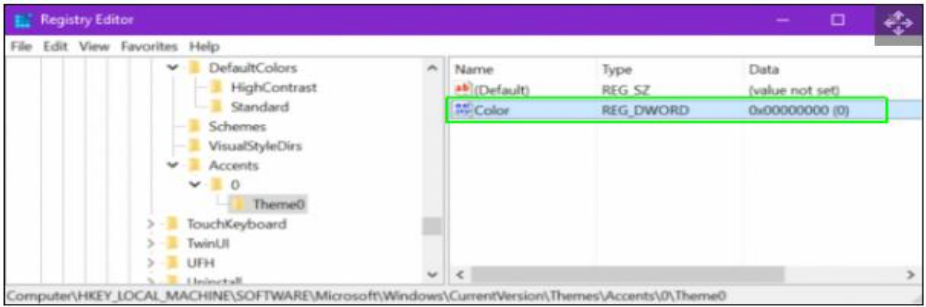 Registry Editor
File Edit View Favorites Help
DefaultColors
HighContrast
Standard
Schemes
VisualStyleDirs
Accents
0
Theme0
TouchKeyboard
TwinUI
UFH
Uninstall
Name Type Data
ab (Default) REG_SZ (value not set)
Color REG_DWORD 0x00000000 (0)
Computer\HKEY_LOCAL_MACHINE\SOFTWARE\Microsoft\Windows\CurrentVersion\Themes\Accents\0\Theme0